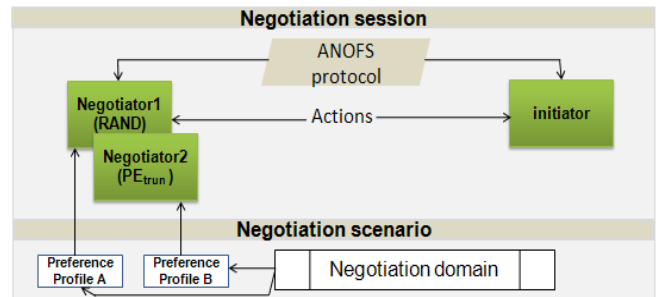 Negotiation session
ANOFS
protocol
Negotiator1
(RAND)
Actions
initiator
Negotiator2
(PEtrun )
Negotiation scenario
Preference
Profile A
Preference
Profile B
Negotiation domain